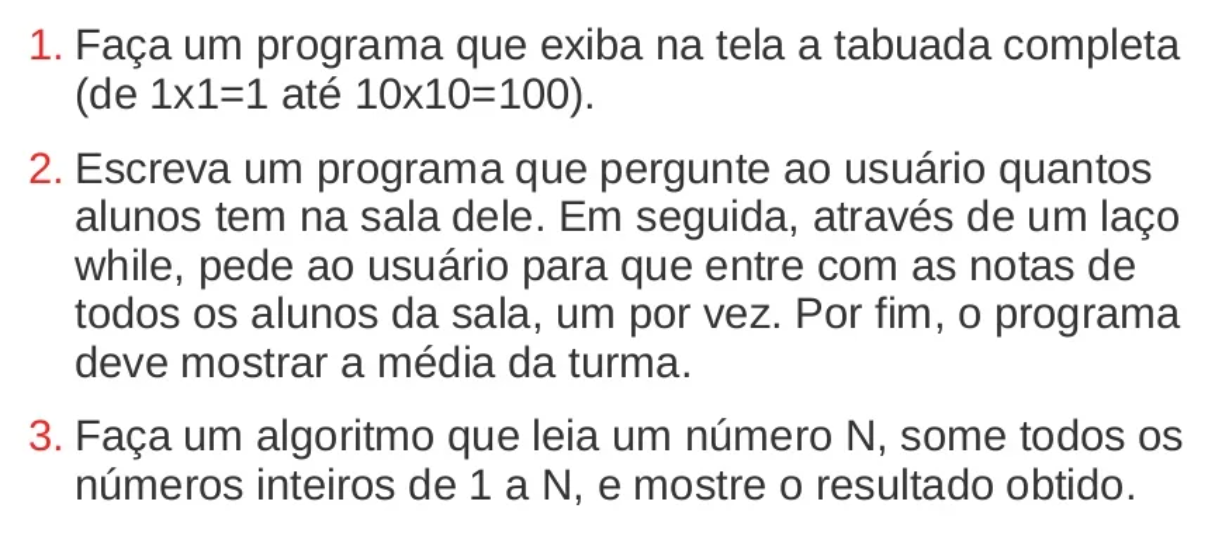 1. Faça um programa que exiba na tela a tabuada completa
(de 1x1=1 até 10x10=100).
2. Escreva um programa que pergunte ao usuário quantos
alunos tem na sala dele. Em seguida, através de um laço
while, pede ao usuário para que entre com as notas de
todos os alunos da sala, um por vez. Por fim, o programa
deve mostrar a média da turma.
3. Faça um algoritmo que leia um número N, some todos os
números inteiros de 1 a N, e mostre o resultado obtido.